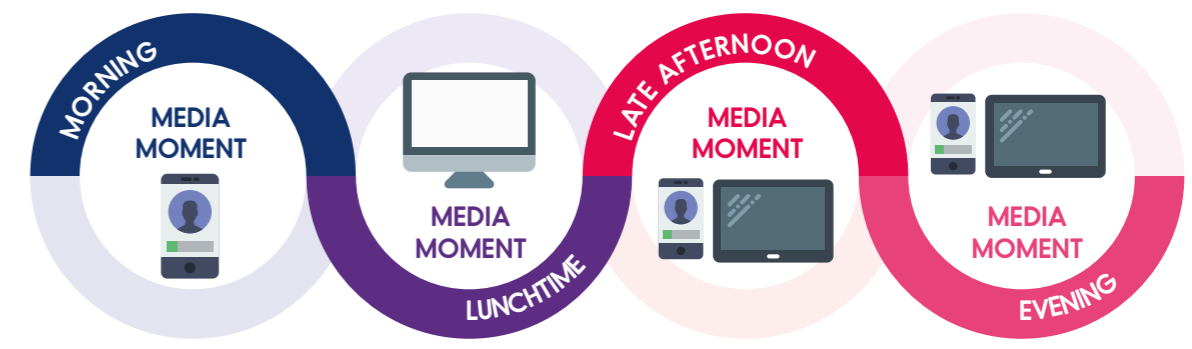 MORNING
MEDIA
MOMENT
MEDIA
MOMENT
LUNCHTIME
LATE AFTERNOON
MEDIA
MOMENT
MEDIA
MOMENT
EVENING